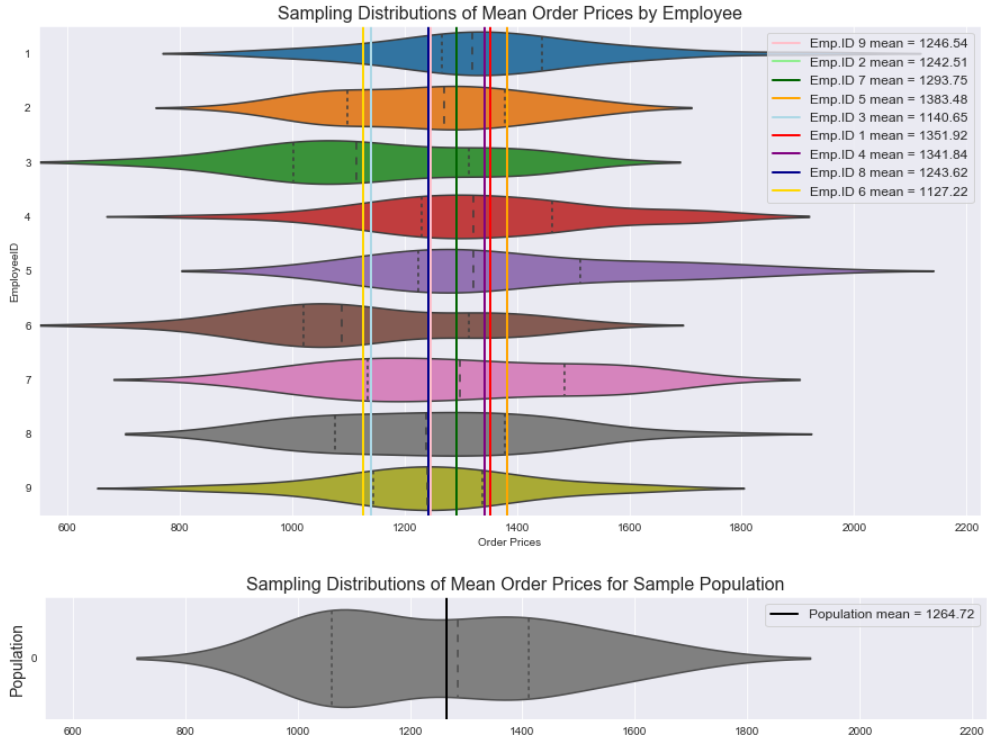 Sampling Distributions of Mean Order Prices by Employee
Emp.ID 9 mean = 1246.54
Emp.ID 2 mean = 1242.51
Emp.ID 7 mean = 1293.75
Emp.ID 5 mean = 1383.48
Emp.ID 3 mean = 1140.65
Emp.ID 1 mean = 1351.92
Emp.ID 4 mean = 1341.84
Emp.ID 8 mean = 1243.62
Emp.ID 6 mean = 1127.22
EmployeeID
1
2
3
4
5
6
7
8
9
600 800 1000 1200 1400 1600 1800 2000 2200
Order Prices
Sampling Distributions of Mean Order Prices for Sample Population
Population mean = 1264.72
Population
0
600 800 1000 1200 1400 1600 1800 2000 2200